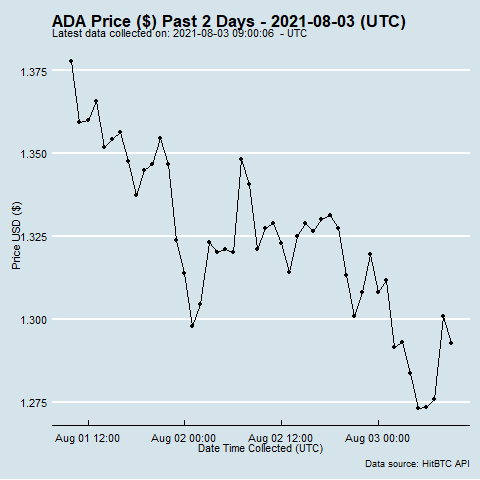 ADA Price ($) Past 2 Days - 2021-08-03 (UTC)
Latest data collected on: 2021-08-03 09:00:06  - UTC
1.375
1.350
1.325
1.300
1.275
Price USD ($)
Aug 01 12:00 Aug 02 00:00 Aug 02 12:00 Aug 03 00:00
Date Time Collected (UTC)
Data source: HitBTC API